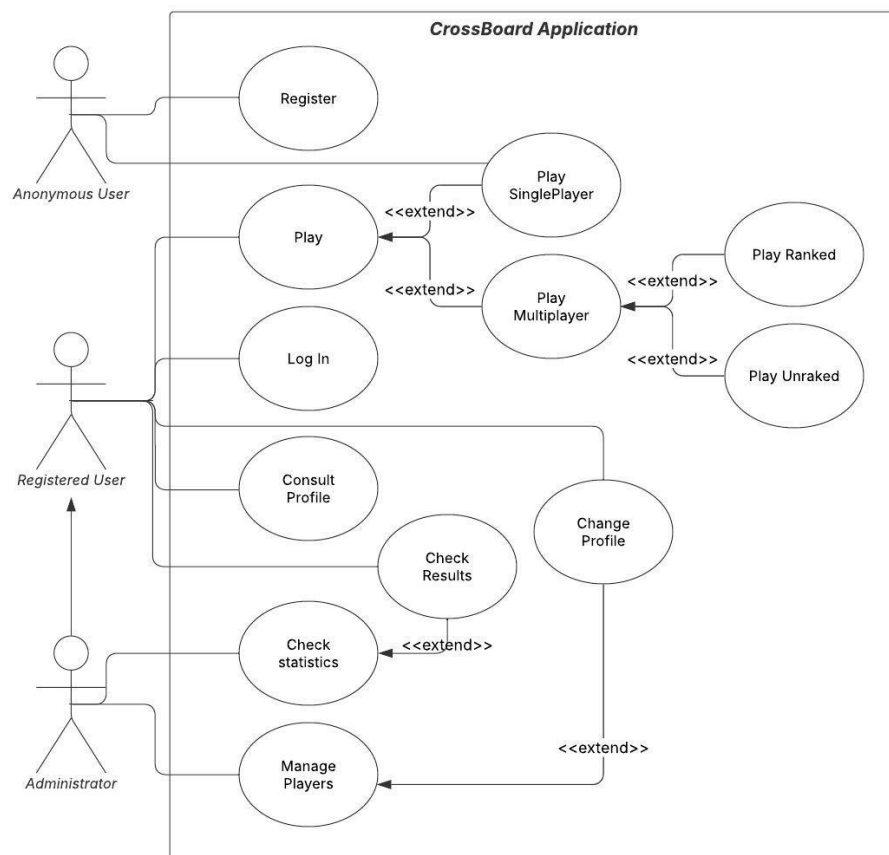 CrossBoard Application
Register
Anonymous User
Play
SinglePlayer
<<extend>>
Play
Play Ranked
<<extend>>
Play
Multiplayer
<<extend>>
Log In
<<extend>>
Play Unraked
Registered User
Consult
Profile
Change
Profile
Check
Results
Check
statistics
<<extend>>
<<extend>>
Manage
Players
Administrator